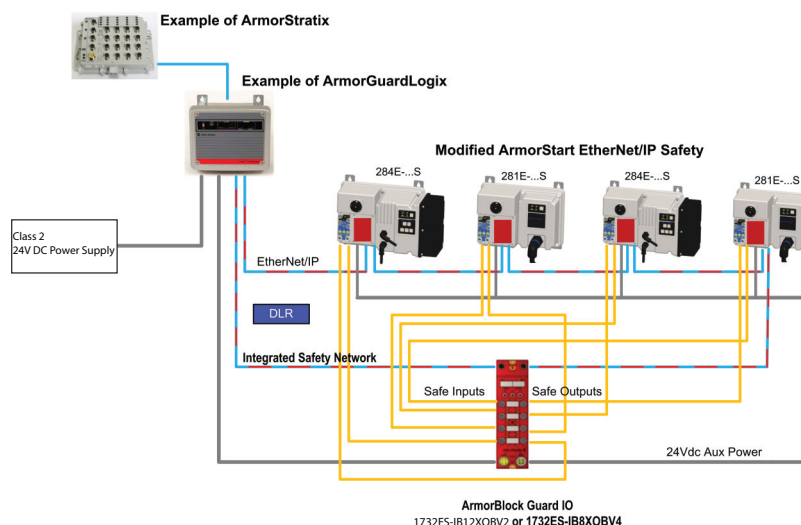 Example of ArmorStratix
Example of ArmorGuardLogix
Modified ArmorStart EtherNet/IP Safety
284E-...S
281E-...S
284E-...S
281E-...S
Class 2
24V DC Power Supply
EtherNet/IP
DLR
Integrated Safety Network
Safe Inputs
Safe Outputs
24Vdc Aux Power
ArmorBlock Guard IO
1732ES-IB12XOBV2 or 1732ES-IB8XOBV4